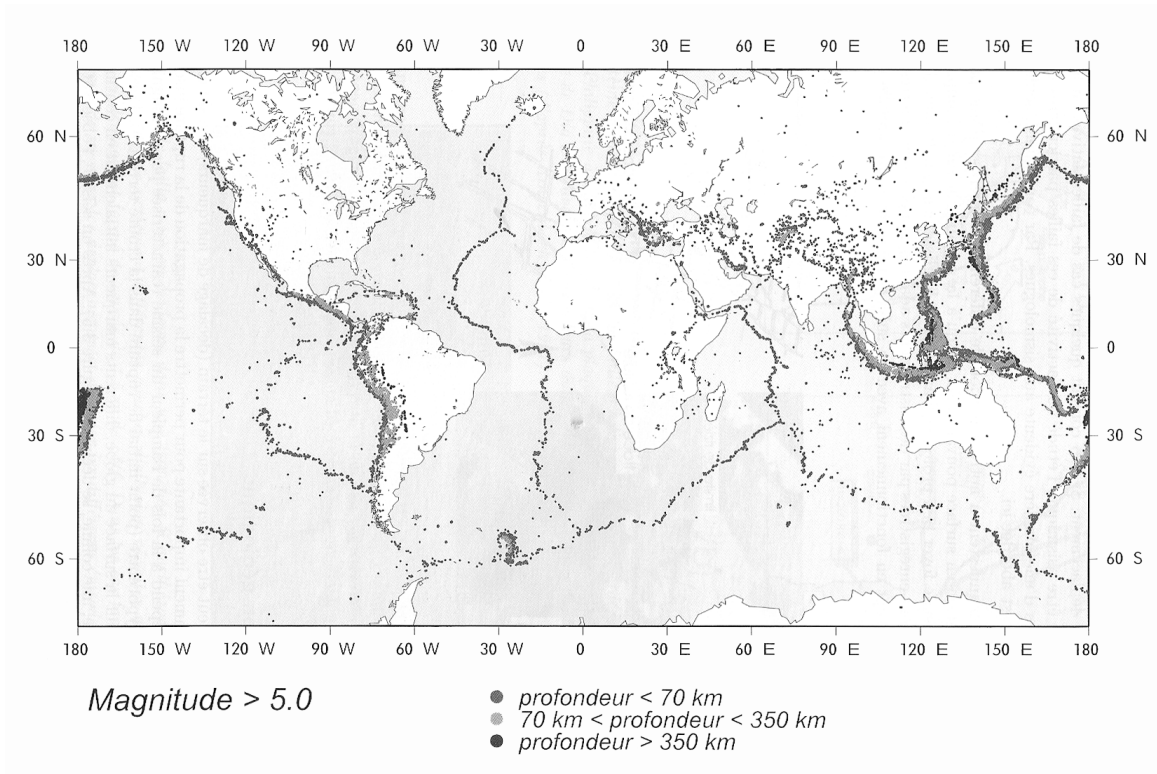 180 150 W 120 W 90 W 60 W 30 W 0 30 E 60 E 90 E 120 E 150 E 180
60 N 60 N
30 N 30 N
0 0
30 S 30 S
60 S 60 S
180 150 W 120 W 90 W 60 W 30 W 0 30 E 60 E 90 E 120 E 150 E 180
Magnitude > 5.0
profondeur < 70 km
70 km < profondeur < 350 km
profondeur > 350 km